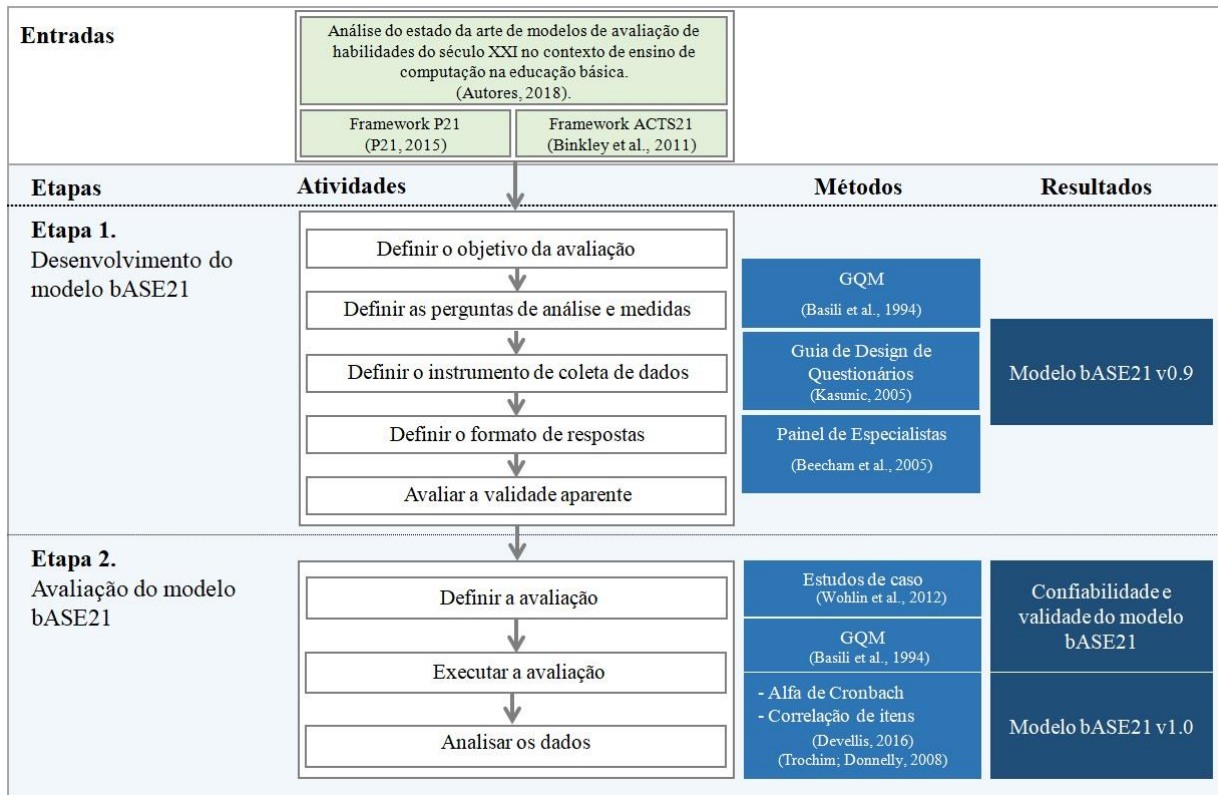 Entradas
Análise do estado da arte de modelos de avaliação de
habilidades do século XXI no contexto de ensino de
computação na educação básica.
(Autores, 2018).
Framework P21
(P21, 2015)
Framework ACTS21
(Binkley et al., 2011)
Etapas
Atividades
Métodos
Resultados
Etapa 1.
Desenvolvimento do
modelo bASE21
Definir o objetivo da avaliação
Definir as perguntas de análise e medidas
Definir o instrumento de coleta de dados
Definir o formato de respostas
Avaliar a validade aparente
GQM
(Basili et al., 1994)
Guia de Design de
Questionários
(Kasunic, 2005)
Painel de Especialistas
(Beecham et al., 2005)
Modelo bASE21 v0.9
Etapa 2.
Avaliação do modelo
bASE21
Definir a avaliação
Executar a avaliação
Analisar os dados
Estudos de caso
(Wohlin et al., 2012)
GQM
(Basili et al., 1994)
- Alfa de Cronbach
- Correlação de itens
(Devellis, 2016)
(Trochim; Donnelly, 2008)
Confiabilidade e
validade do modelo
bASE21
Modelo bASE21 v1.0